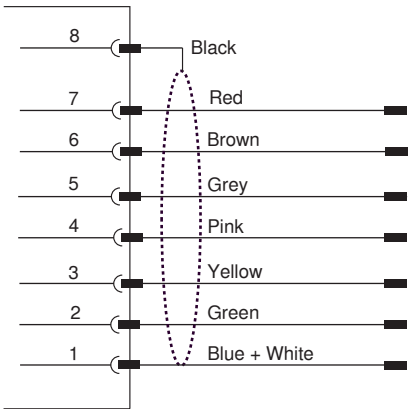 8 Black
7 Red
6 Brown
5 Grey
4 Pink
3 Yellow
2 Green
1 Blue + White